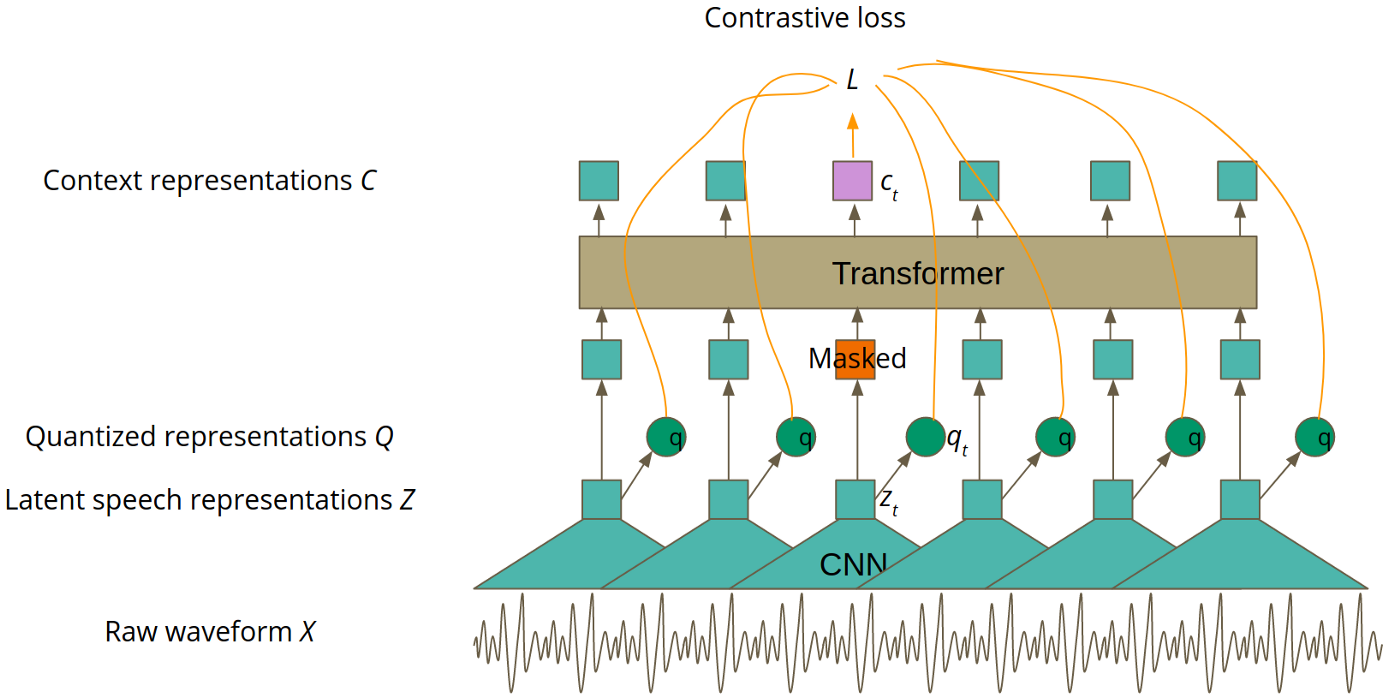 Contrastive loss
L
Context representations C
c_t
Transformer
Masked
Quantized representations Q
q q q_t q q q
Latent speech representations Z
z_t
CNN
Raw waveform X